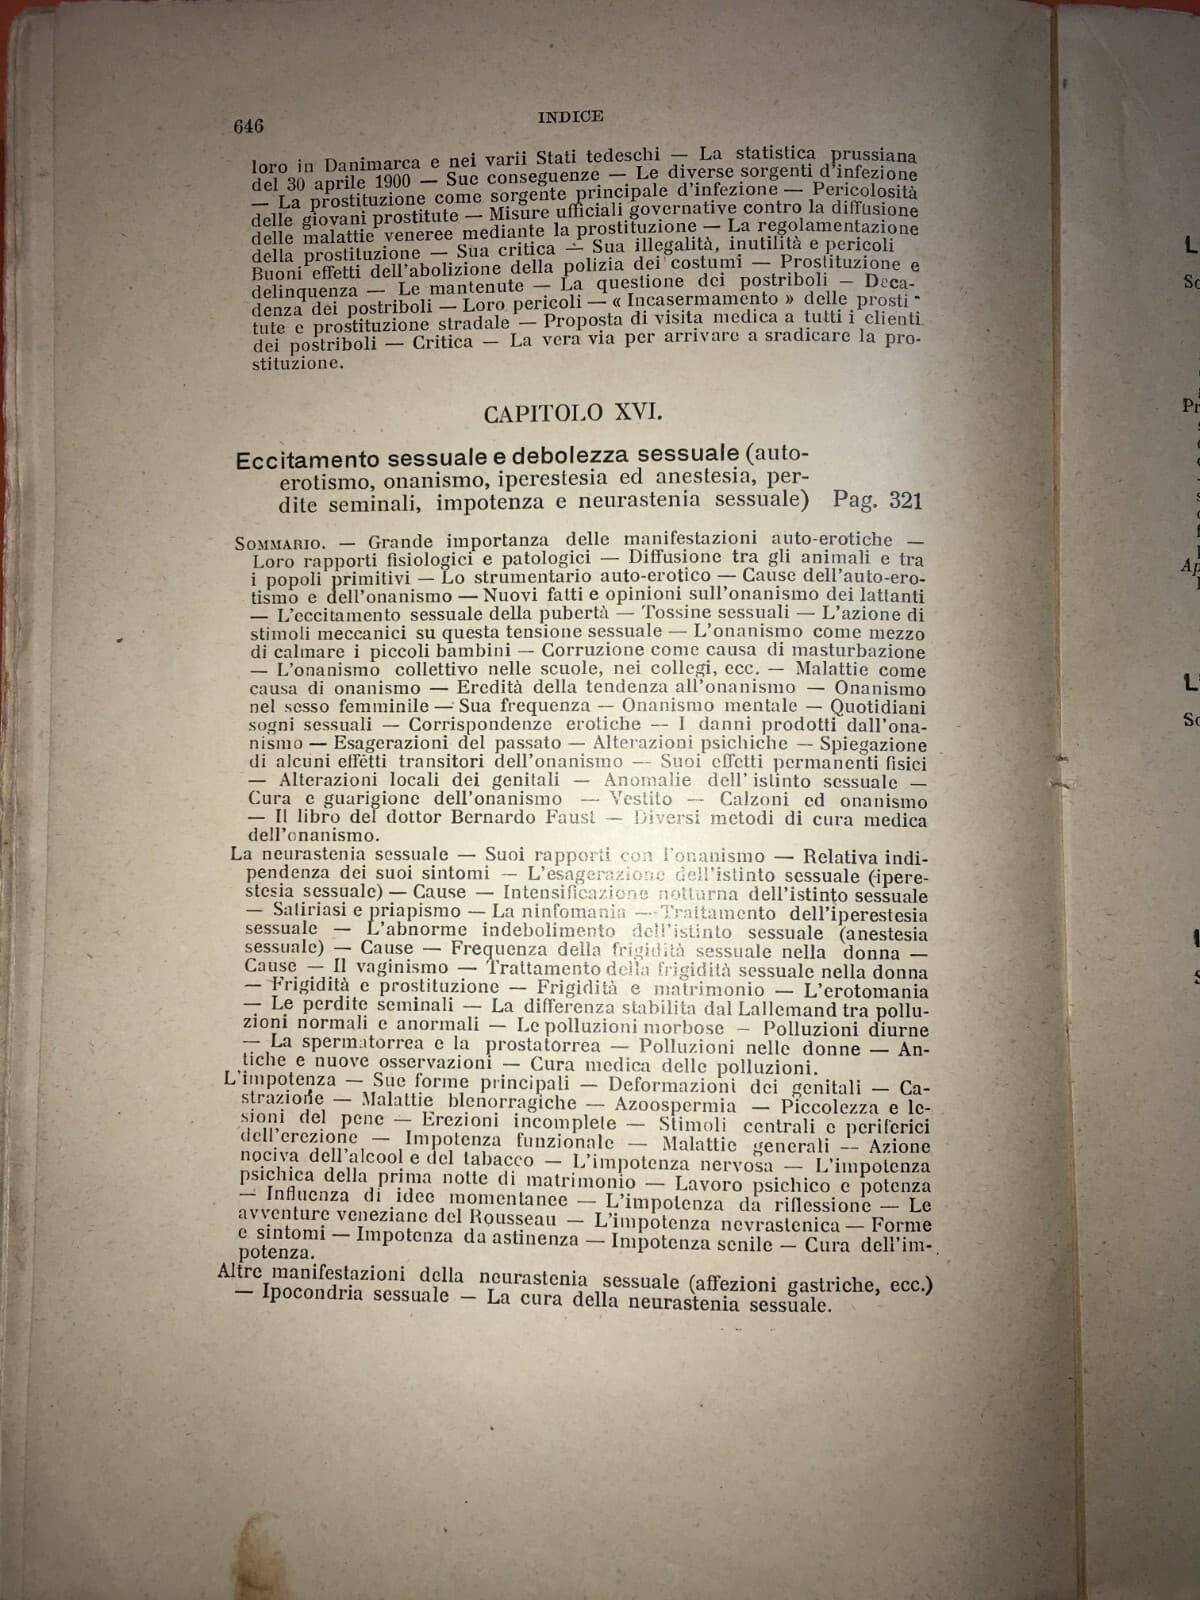 646
INDICE
loro in Danimarca e nei varii Stati tedeschi — La statistica prussiana
del 30 aprile 1900 — Sue conseguenze — Le diverse sorgenti d'infezione
— La prostituzione come sorgente principale d'infezione — Pericolosità
delle giovani prostitute — Misure ufficiali governative contro la diffusione
delle malattie veneree mediante la prostituzione — La regolamentazione
della prostituzione — Sua critica — Sua illegalità, inutilità e pericoli
Buoni effetti dell'abolizione della polizia dei costumi — Prostituzione e
delinquenza — Le mantenute — La questione dei postriboli — Deca-
denza dei postriboli — Loro pericoli — « Incasermamento » delle prosti-
tute e prostituzione stradale — Proposta di visita medica a tutti i clienti
dei postriboli — Critica — La vera via per arrivare a sradicare la pro-
stituzione.
CAPITOLO XVI.
Eccitamento sessuale e debolezza sessuale (auto-
erotismo, onanismo, iperestesia ed anestesia, per-
dite seminali, impotenza e neurastenia sessuale) Pag. 321
SOMMARIO. — Grande importanza delle manifestazioni auto-erotiche —
Loro rapporti fisiologici e patologici — Diffusione tra gli animali e tra
i popoli primitivi — Lo strumentario auto-erotico — Cause dell'auto-ero-
tismo e dell'onanismo — Nuovi fatti e opinioni sull'onanismo dei lattanti
— L'eccitamento sessuale della pubertà — Tossine sessuali — L'azione di
stimoli meccanici su questa tensione sessuale — L'onanismo come mezzo
di calmare i piccoli bambini — Corruzione come causa di masturbazione
— L'onanismo collettivo nelle scuole, nei collegi, ecc. — Malattie come
causa di onanismo — Eredità della tendenza all'onanismo — Onanismo
nel sesso femminile — Sua frequenza — Onanismo mentale — Quotidiani
sogni sessuali — Corrispondenze erotiche — I danni prodotti dall'ona-
nismo — Esagerazioni del passato — Alterazioni psichiche — Spiegazione
di alcuni effetti transitori dell'onanismo — Suoi effetti permanenti fisici
— Alterazioni locali dei genitali — Anomalie dell'istinto sessuale —
Cura e guarigione dell'onanismo — Vestito — Calzoni ed onanismo
— Il libro del dottor Bernardo Faust — Diversi metodi di cura medica
dell'onanismo.
La neurastenia sessuale — Suoi rapporti con l'onanismo — Relativa indi-
pendenza dei suoi sintomi — L'esagerazione dell'istinto sessuale (ipere-
stesia sessuale) — Cause — Intensificazione notturna dell'istinto sessuale
— Satiriasi e priapismo — La ninfomania — Trattamento dell'iperestesia
sessuale — L'abnorme indebolimento dell'istinto sessuale (anestesia
sessuale) — Cause — Frequenza della frigidità sessuale nella donna —
Cause — Il vaginismo — Trattamento della frigidità sessuale nella donna
— Frigidità e prostituzione — Frigidità e matrimonio — L'erotomania
— Le perdite seminali — La differenza stabilita dal Lallemand tra pollu-
zioni normali e anormali — Le polluzioni morbose — Polluzioni diurne
— La spermatorrea e la prostatorrea — Polluzioni nelle donne — An-
tiche e nuove osservazioni — Cura medica delle polluzioni.
L'impotenza — Sue forme principali — Deformazioni dei genitali — Ca-
strazione — Malattie blenorragiche — Azoospermia — Piccolezza e le-
sioni del pene — Erezioni incomplete — Stimoli centrali e periferici
dell'erezione — Impotenza funzionale — Malattie generali — Azione
nociva dell'alcool e del tabacco — L'impotenza nervosa — L'impotenza
psichica della prima notte di matrimonio — Lavoro psichico e potenza
— Influenza di idee momentanee — L'impotenza da riflessione — Le
avventure veneziane del Rousseau — L'impotenza nevrastenica — Forme
e sintomi — Impotenza da astinenza — Impotenza senile — Cura dell'im-
potenza.
Altre manifestazioni della neurastenia sessuale (affezioni gastriche, ecc.)
— Ipocondria sessuale — La cura della neurastenia sessuale.